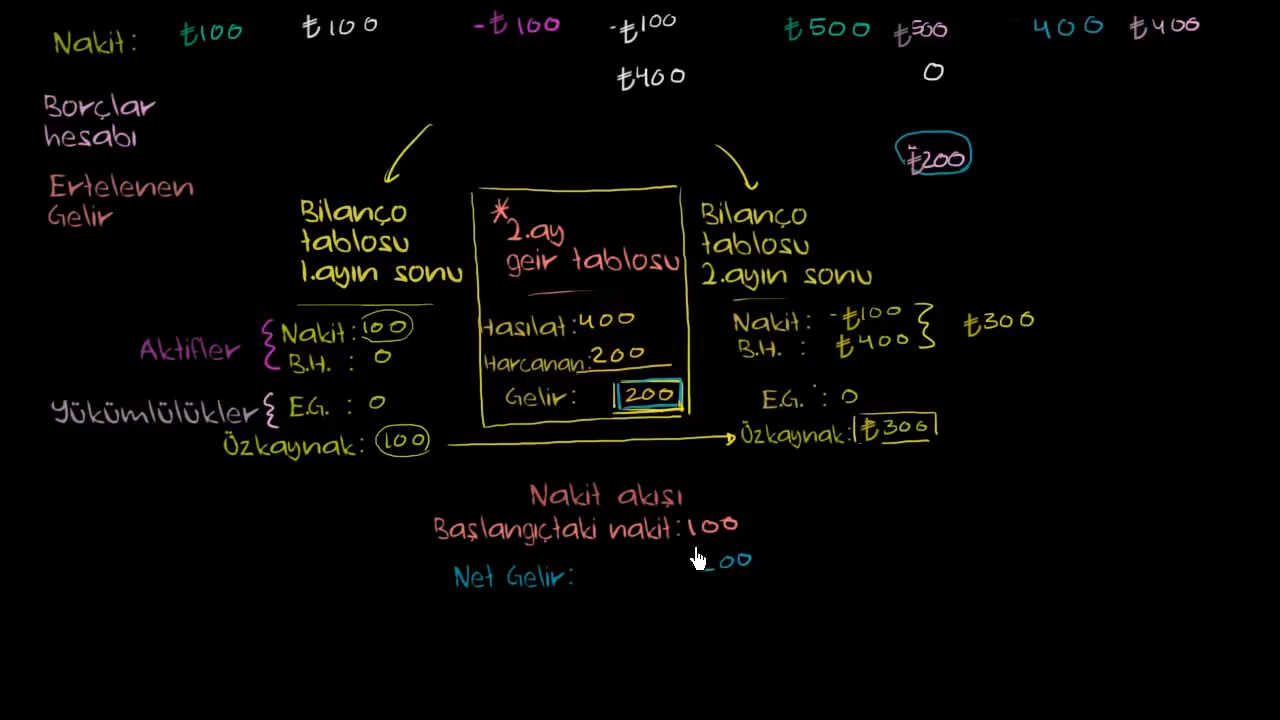 Nakit: ₺100 ₺100 -₺100 -₺100 ₺500 ₺500 400 ₺400
₺400 0
Borçlar
hesabı
₺200
Ertelenen
Gelir
Bilanço
tablosu
1.ayın sonu
*
2.ay
geir tablosu
Bilanço
tablosu
2.ayın sonu
Aktifler
Nakit: 100
B.H. : 0
Yükümlülükler
E.G. : 0
Özkaynak: 100
Hasılat: 400
Harcanan: 200
Gelir: 200
Nakit: -₺100
B.H. : ₺400
₺300
E.G. : 0
Özkaynak: ₺300
Nakit akışı
Başlangıçtaki nakit: 100
Net Gelir: 200